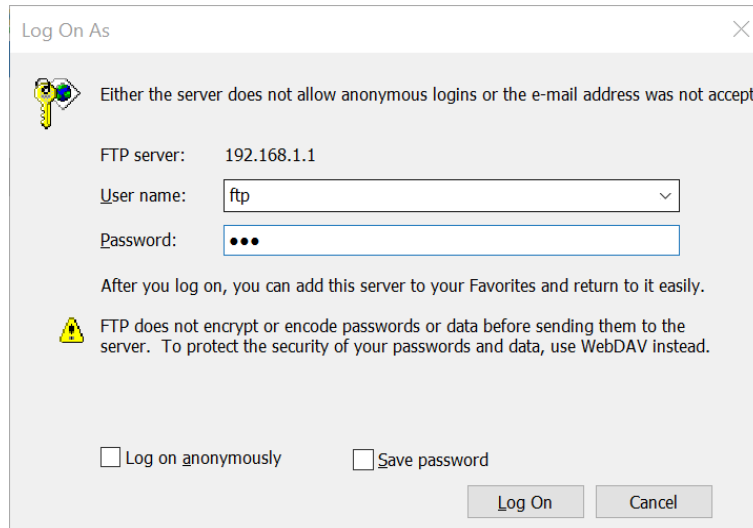 Log On As
Either the server does not allow anonymous logins or the e-mail address was not accept
FTP server: 192.168.1.1
User name: ftp
Password: ●●●
After you log on, you can add this server to your Favorites and return to it easily.
FTP does not encrypt or encode passwords or data before sending them to the
server. To protect the security of your passwords and data, use WebDAV instead.
Log on anonymously Save password
Log On Cancel